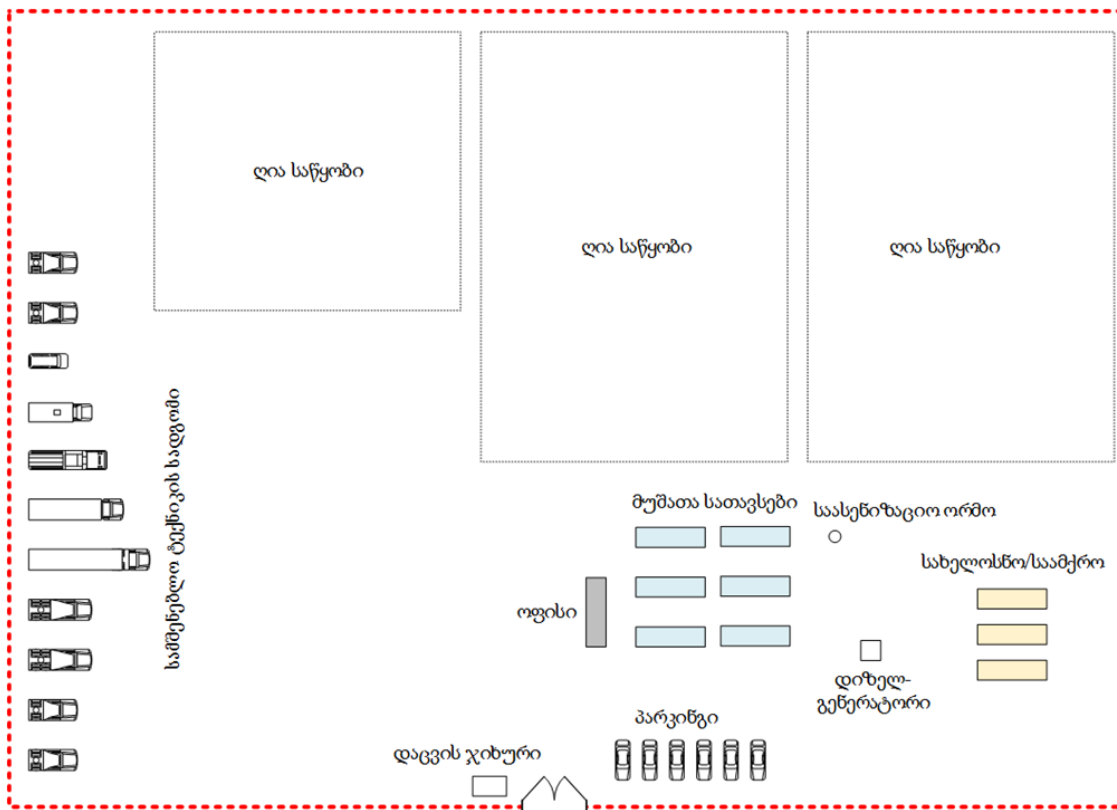 ღია საწყობი
ღია საწყობი
ღია საწყობი
სამშენებლო ტექნიკის სადგომი
მუშათა სათავსები
საასენიზაციო ორმო
სახელოსნო/საამქრო
ოფისი
დიზელ-
გენერატორი
პარკინგი
დაცვის ჯიხური